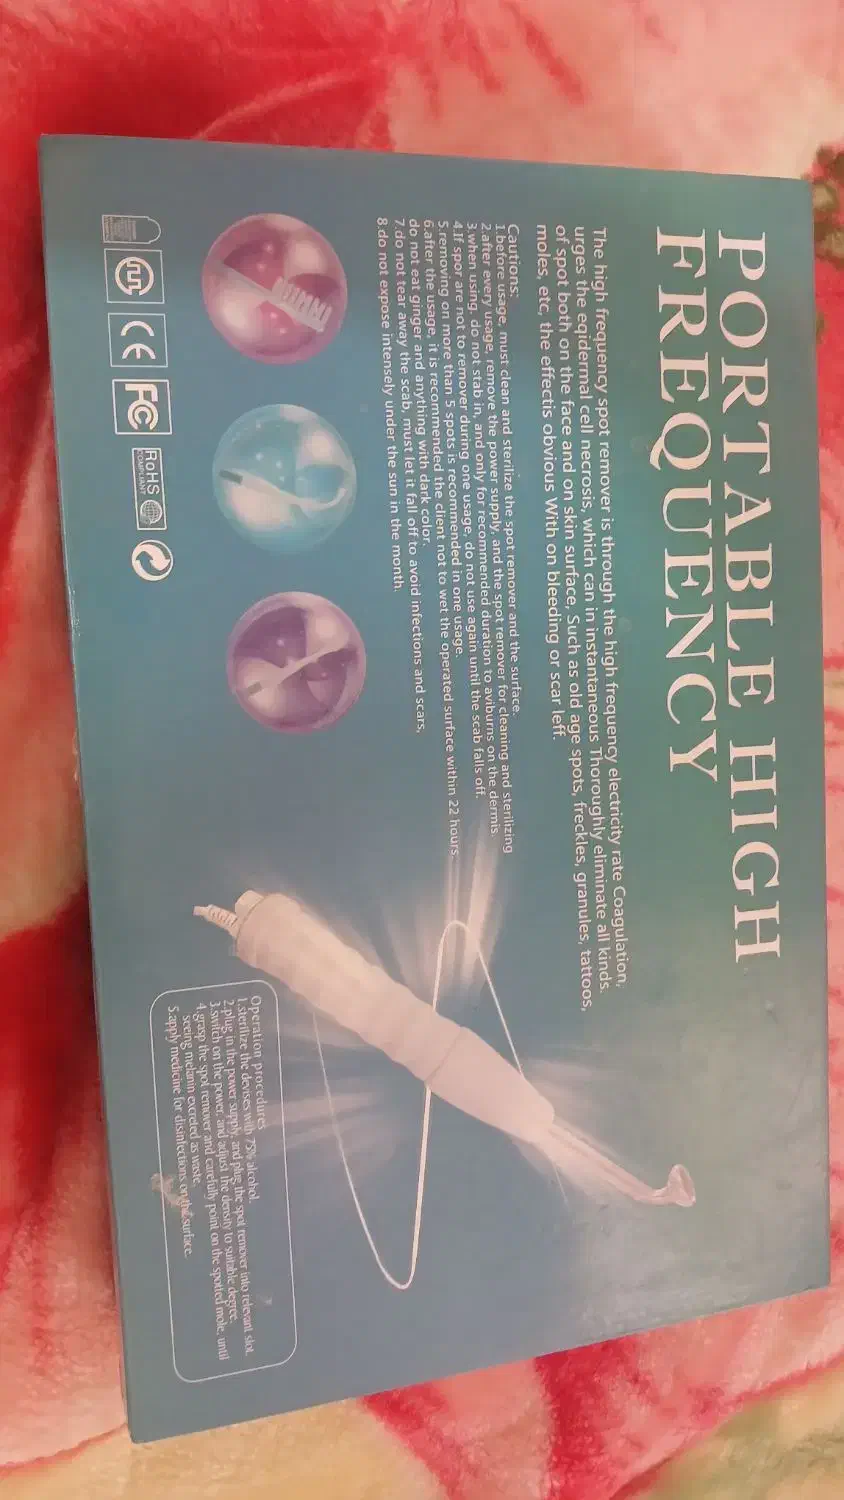 PORTABLE HIGH
FREQUENCY
The high frequency spot remover is through the high frequency electricity rate Coagulation,
urges the eqidermal cell necrosis, which can in instantaneous Thoroughly eliminate all kinds.
of spot both on the face and on skin surface, Such as old age spots, freckles, granules, tattoos,
moles, etc, the effectis obvious With on bleeding or scar leff.
Cautions:
1.before usage, must clean and sterilize the spot remover and the surface.
2.after every usage, remove the power supply, and the spot remover for cleaning and sterilizing
3.when using, do not stab in, and only for recommended duration to aviburns on the dermis.
4.If spor are not to remover during one usage, do not use again until the scab falls off.
5.removing on more than 5 spots is recommended in one usage.
6.after the usage, it is recommended the client not to wet the operated surface within 22 hours
do not eat ginger and anything with dark color.
7.do not tear away the scab, must let it fall off to avoid infections and scars,
8.do not expose intensely under the sun in the month.
CE
FC
RoHS
COMPLIANT
Operation procedures
1.sterilize the devises with 75% alcohol.
2.plug in the power supply, and plug the spot remover into relevant slot.
3.switch on the power, and adjust the density to suitable degree.
4.grasp the spot remover and carefully point on the spotted mole, until
seeing melanin excreted as waste.
5.apply medicine for disinfections on the surface.